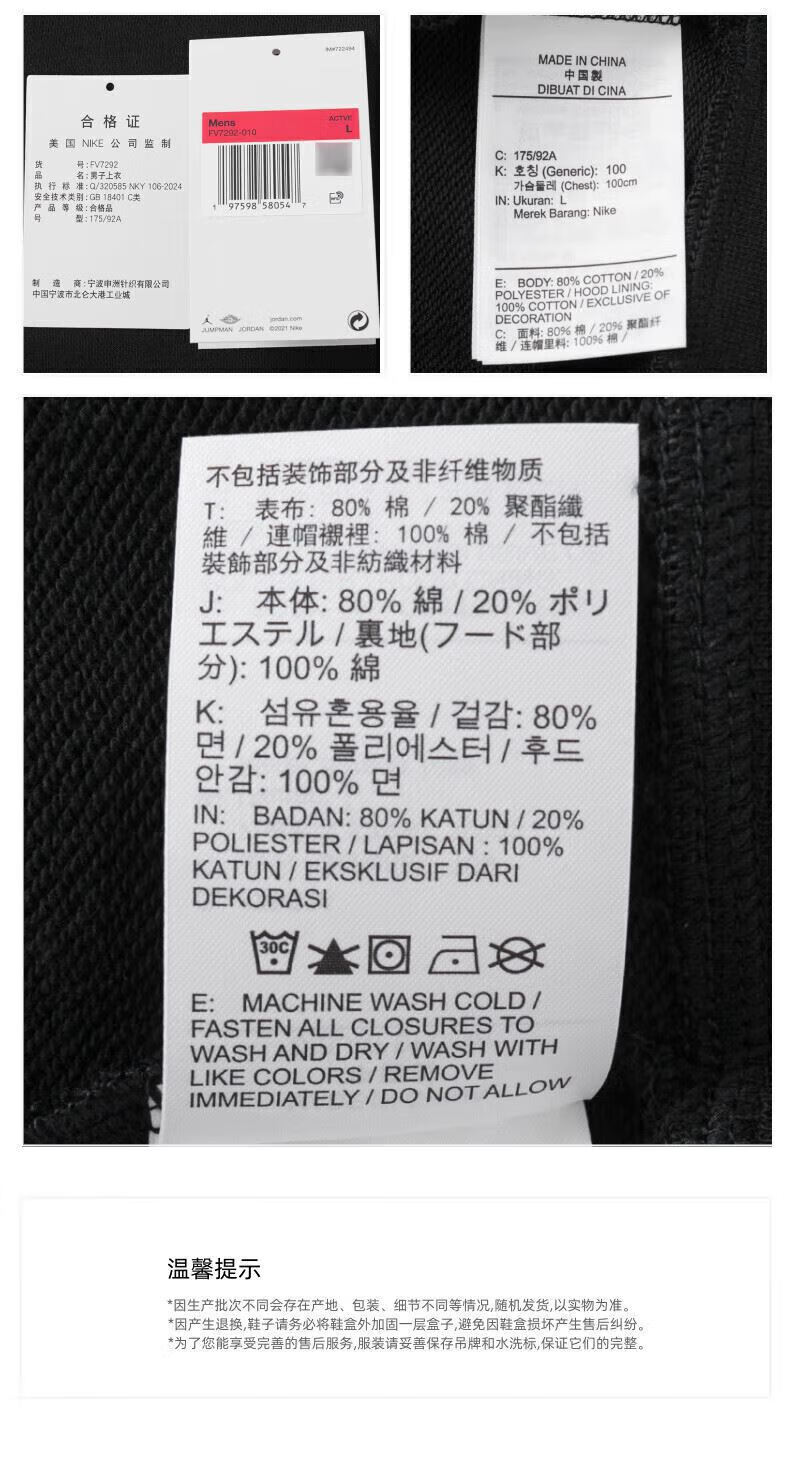 合格证
美国 NIKE 公司监制
货号:FV7292
品名:男子上衣
执行标准:Q/320585 NKY 106-2024
安全技术类别:GB 18401 C类
产品等级:合格品
号型:175/92A
制造商:宁波申洲针织有限公司
中国宁波市北仑大港工业城
IM#722494
Mens
ACTVE
FV7292-010
L
1 97598 58054 7
JUMPMAN JORDAN
jordan.com
©2021 Nike
MADE IN CHINA
中国製
DIBUAT DI CINA
C: 175/92A
K: 호칭 (Generic): 100
가슴둘레 (Chest): 100cm
IN: Ukuran: L
Merek Barang: Nike
E: BODY: 80% COTTON / 20%
POLYESTER / HOOD LINING:
100% COTTON / EXCLUSIVE OF
DECORATION
C: 面料: 80% 棉 / 20% 聚酯纤
维 / 连帽里料: 100% 棉 /
不包括装饰部分及非纤维物质
T: 表布: 80% 棉 / 20% 聚酯纖
維 / 連帽襯裡: 100% 棉 / 不包括
裝飾部分及非紡織材料
J: 本体: 80% 綿 / 20% ポリ
エステル / 裏地(フード部
分): 100% 綿
K: 섬유혼용율 / 겉감: 80%
면 / 20% 폴리에스터 / 후드
안감: 100% 면
IN: BADAN: 80% KATUN / 20%
POLIESTER / LAPISAN : 100%
KATUN / EKSKLUSIF DARI
DEKORASI
30C
E: MACHINE WASH COLD /
FASTEN ALL CLOSURES TO
WASH AND DRY / WASH WITH
LIKE COLORS / REMOVE
IMMEDIATELY / DO NOT ALLOW
温馨提示
*因生产批次不同会存在产地、包装、细节不同等情况,随机发货,以实物为准。
*因产生退换,鞋子请务必将鞋盒外加固一层盒子,避免因鞋盒损坏产生售后纠纷。
*为了您能享受完善的售后服务,服装请妥善保存吊牌和水洗标,保证它们的完整。